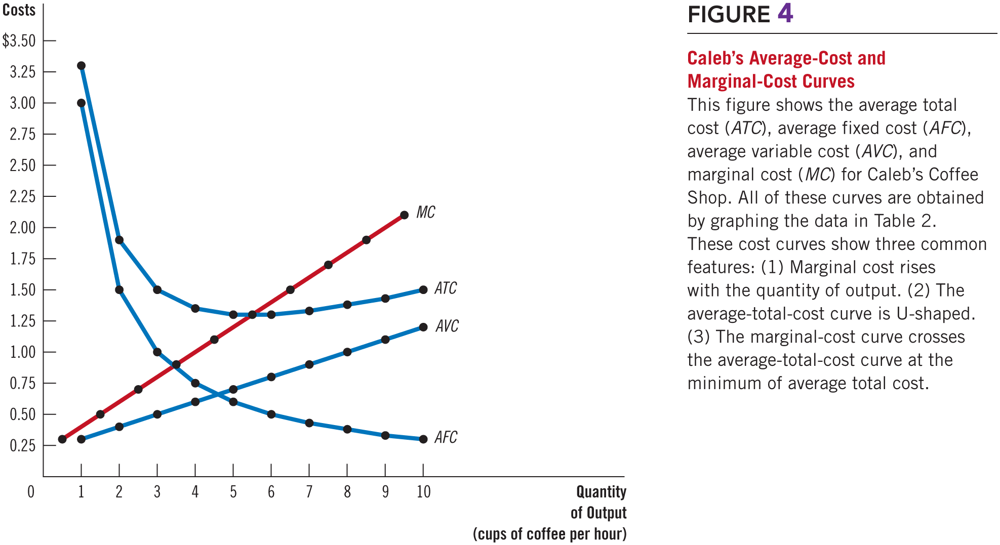 Costs
$3.50
3.25
3.00
2.75
2.50
2.25
2.00
1.75
1.50
1.25
1.00
0.75
0.50
0.25
MC
ATC
AVC
AFC
0 1 2 3 4 5 6 7 8 9 10
Quantity
of Output
(cups of coffee per hour)
FIGURE 4
Caleb’s Average-Cost and
Marginal-Cost Curves
This figure shows the average total
cost (ATC), average fixed cost (AFC),
average variable cost (AVC), and
marginal cost (MC) for Caleb’s Coffee
Shop. All of these curves are obtained
by graphing the data in Table 2.
These cost curves show three common
features: (1) Marginal cost rises
with the quantity of output. (2) The
average-total-cost curve is U-shaped.
(3) The marginal-cost curve crosses
the average-total-cost curve at the
minimum of average total cost.